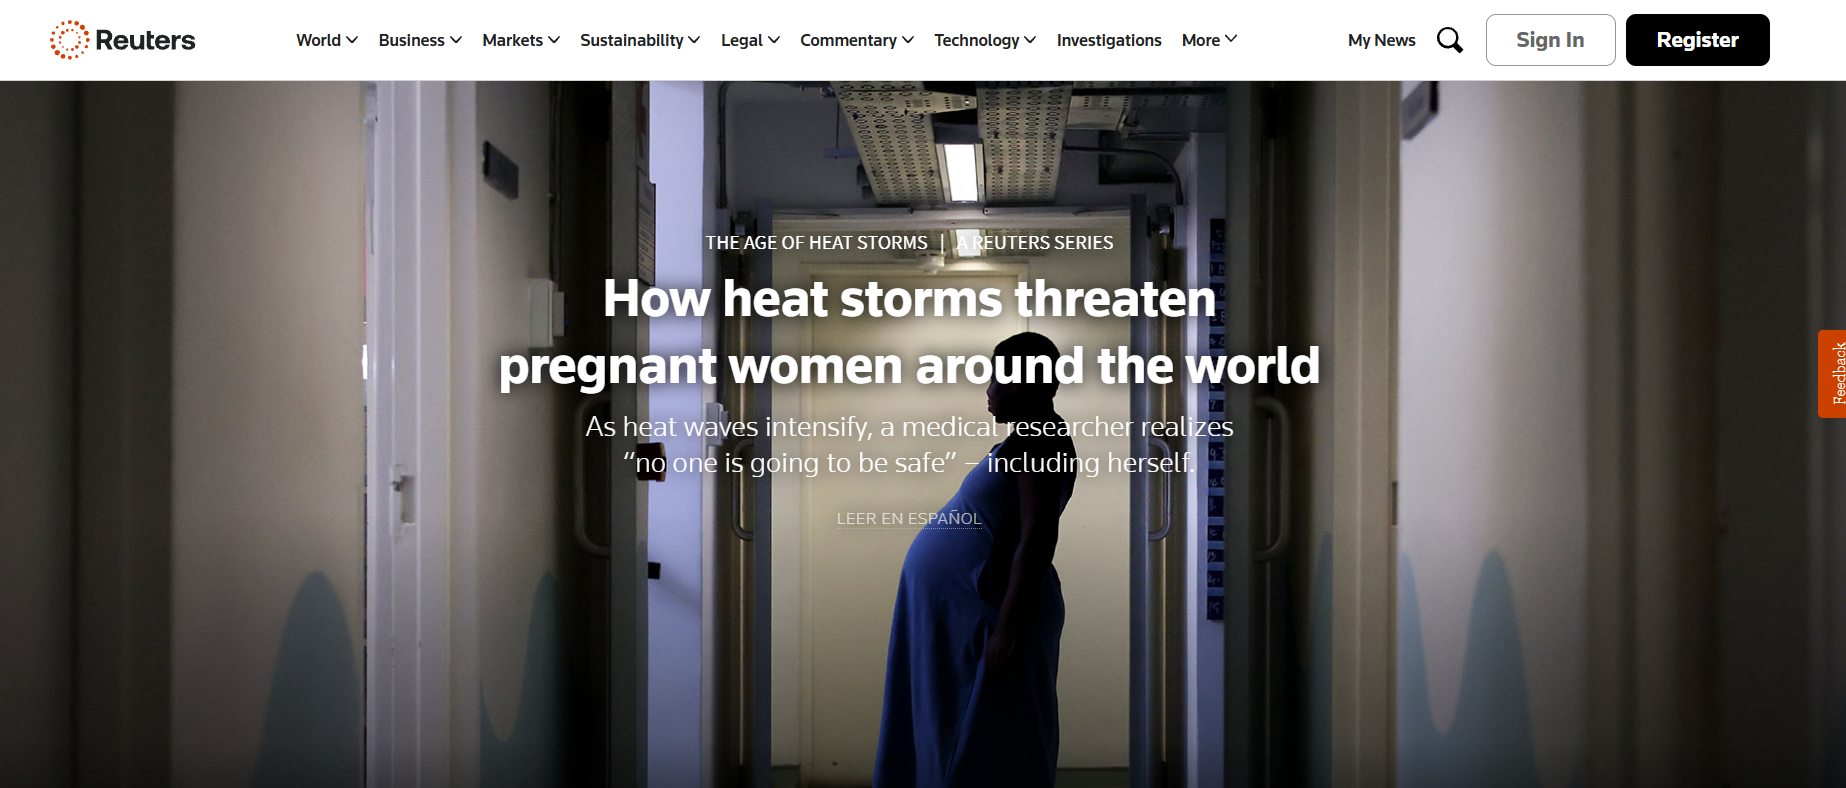 Reuters
World
Business
Markets
Sustainability
Legal
Commentary
Technology
Investigations
More
My News
Sign In
Register
THE AGE OF HEAT STORMS | A REUTERS SERIES
How heat storms threaten
pregnant women around the world
As heat waves intensify, a medical researcher realizes
“no one is going to be safe” – including herself.
LEER EN ESPAÑOL
Feedback